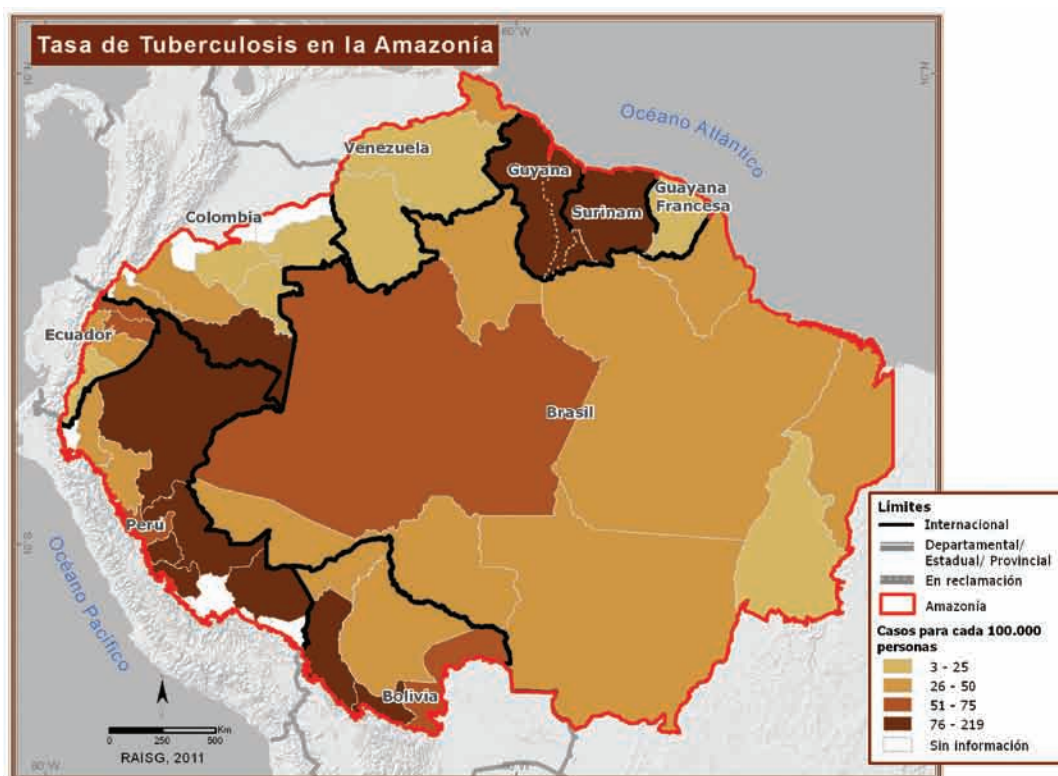 Tasa de Tuberculosis en la Amazonía
60°W
Océano Atlántico
Venezuela
Guyana
Surinam
Guayana
Francesa
Colombia
Ecuador
Brasil
Perú
Océano Pacífico
Bolivia
0 250 500 Km
RAISG, 2011
Límites
Internacional
Departamental/
Estadual/ Provincial
En reclamación
Amazonía
Casos para cada 100.000
personas
3 - 25
26 - 50
51 - 75
76 - 219
Sin información